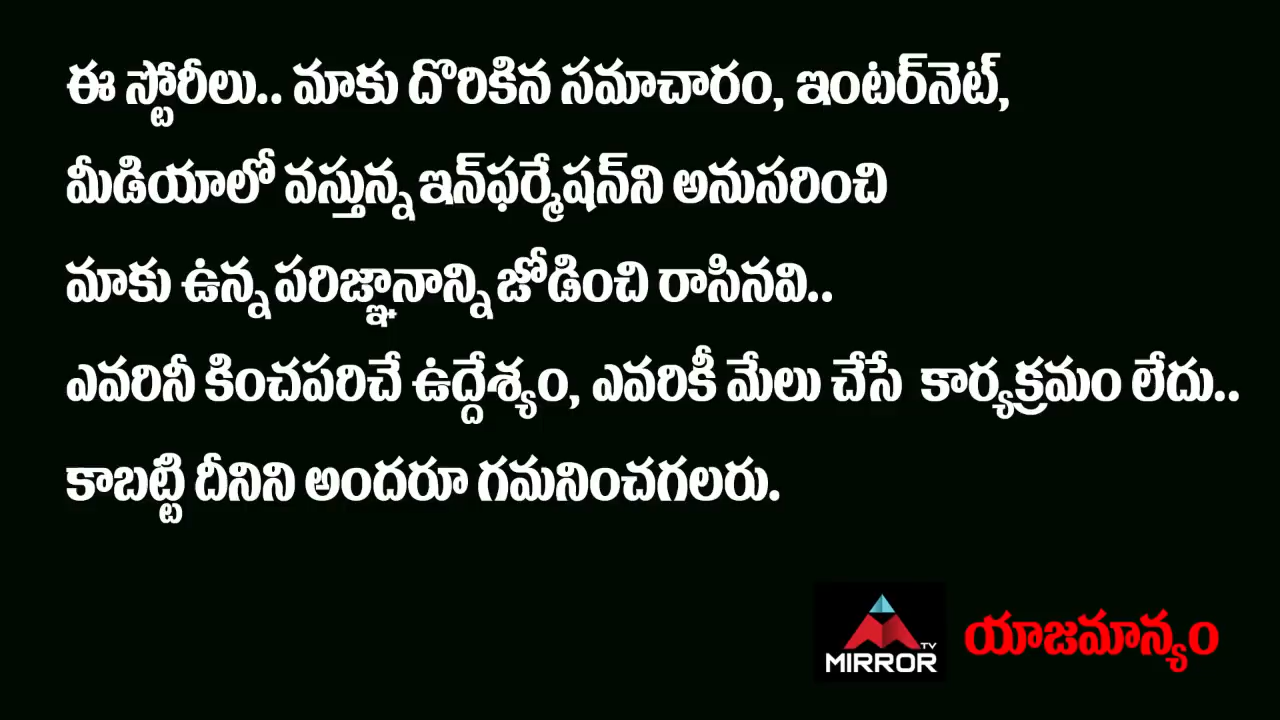 ఈ స్టోరీలు.. మాకు దొరికిన సమాచారం, ఇంటర్‌నెట్,
మీడియాలో వస్తున్న ఇన్‌ఫర్మేషన్‌ని అనుసరించి
మాకు ఉన్న పరిజ్ఞానాన్ని జోడించి రాసినవి..
ఎవరినీ కించపరిచే ఉద్దేశ్యం, ఎవరికీ మేలు చేసే కార్యక్రమం లేదు..
కాబట్టి దీనిని అందరూ గమనించగలరు.
TV
MIRROR
యాజమాన్యం